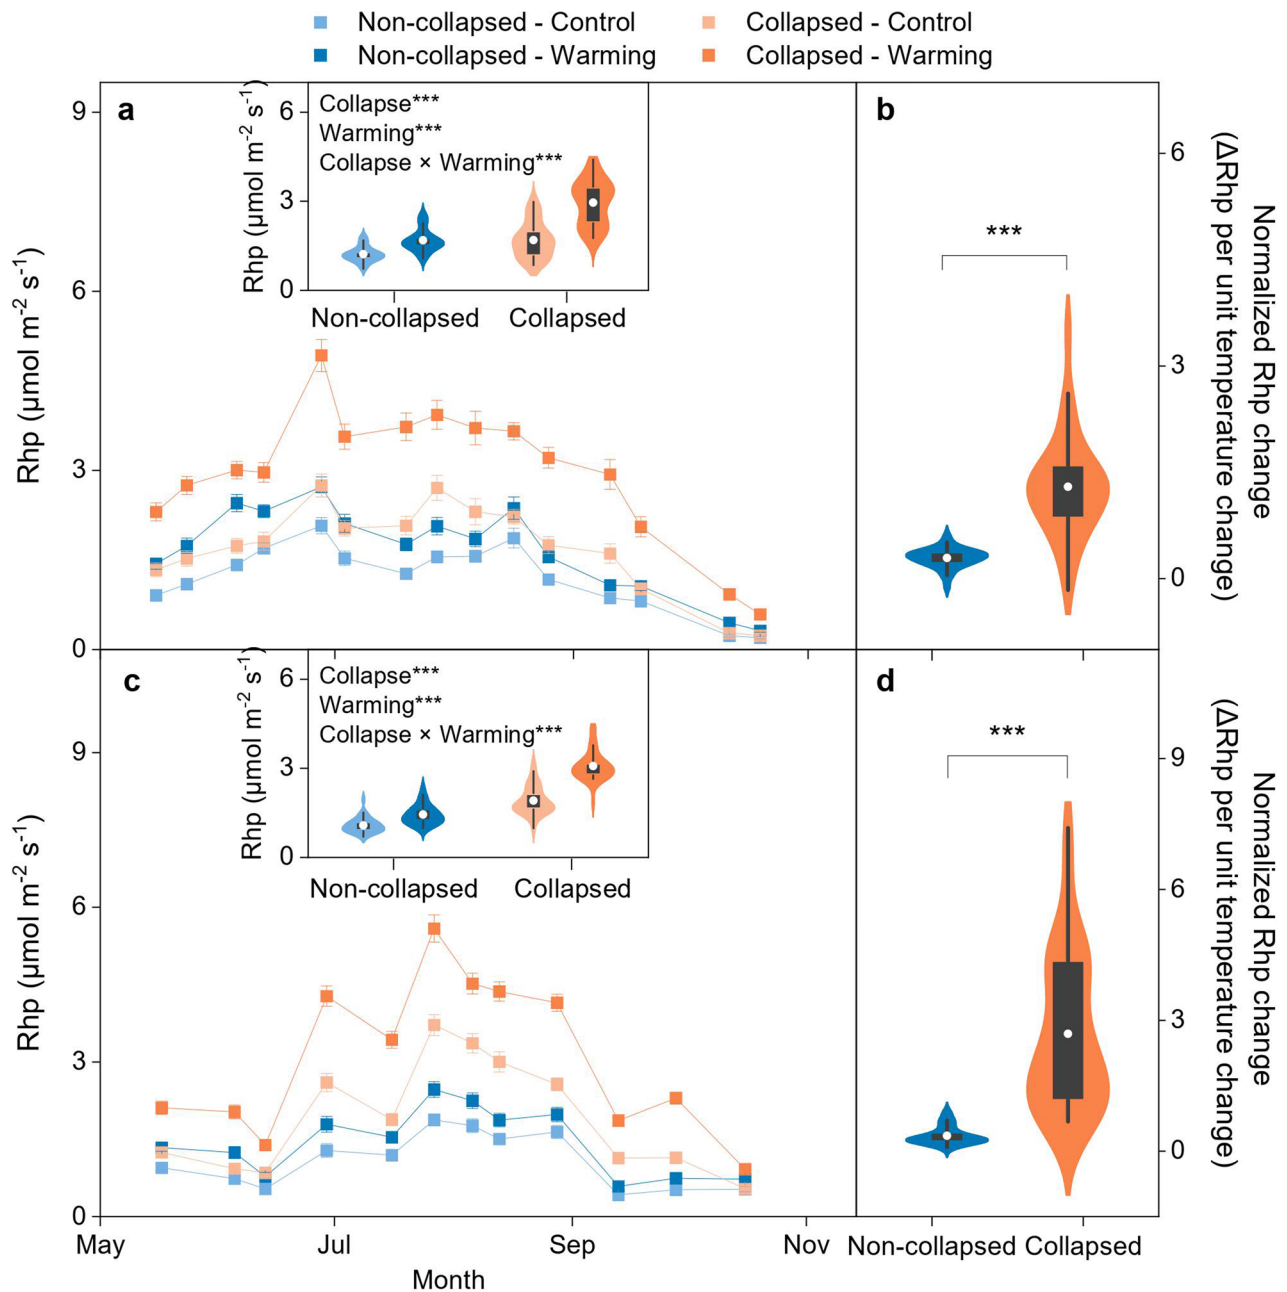 Non-collapsed - Control
Collapsed - Control
Non-collapsed - Warming
Collapsed - Warming
a
9
6
3
0
Rhp (μmol m⁻² s⁻¹)
Collapse***
Warming***
Collapse × Warming***
6
3
0
Rhp (μmol m⁻² s⁻¹)
Non-collapsed
Collapsed
b
***
6
3
0
Normalized Rhp change
(ΔRhp per unit temperature change)
c
9
6
3
0
Rhp (μmol m⁻² s⁻¹)
Collapse***
Warming***
Collapse × Warming***
6
3
0
Rhp (μmol m⁻² s⁻¹)
Non-collapsed
Collapsed
d
***
9
6
3
0
Normalized Rhp change
(ΔRhp per unit temperature change)
May
Jul
Sep
Nov
Non-collapsed
Collapsed
Month